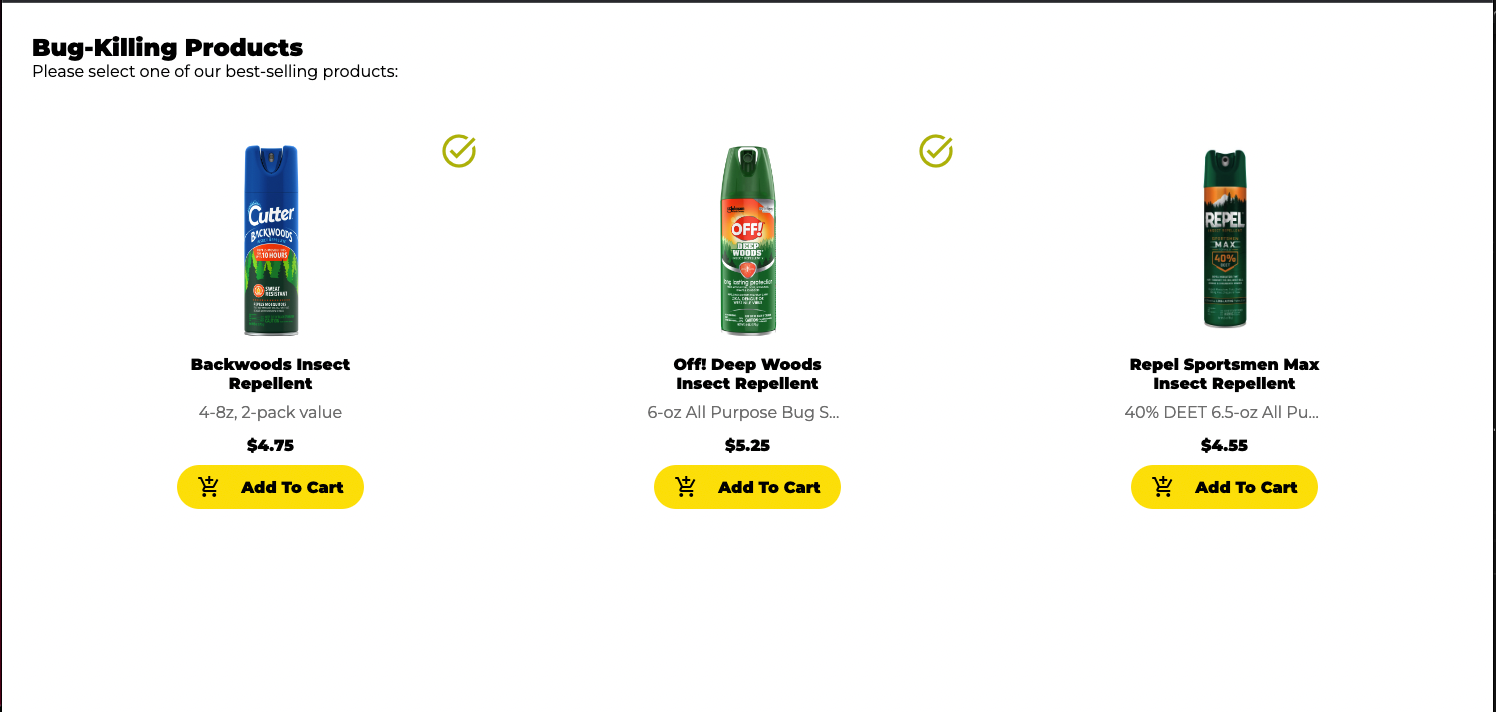 Bug-Killing Products
Please select one of our best-selling products:
Cutter
BACKWOODS
10 HOURS
SWEAT
RESISTANT
OFF!
DEEP
WOODS
long lasting protection
REPEL
MAX
40%
Backwoods Insect
Repellent
4-8z, 2-pack value
$4.75
Add To Cart
Off! Deep Woods
Insect Repellent
6-oz All Purpose Bug S...
$5.25
Add To Cart
Repel Sportsmen Max
Insect Repellent
40% DEET 6.5-oz All Pu...
$4.55
Add To Cart